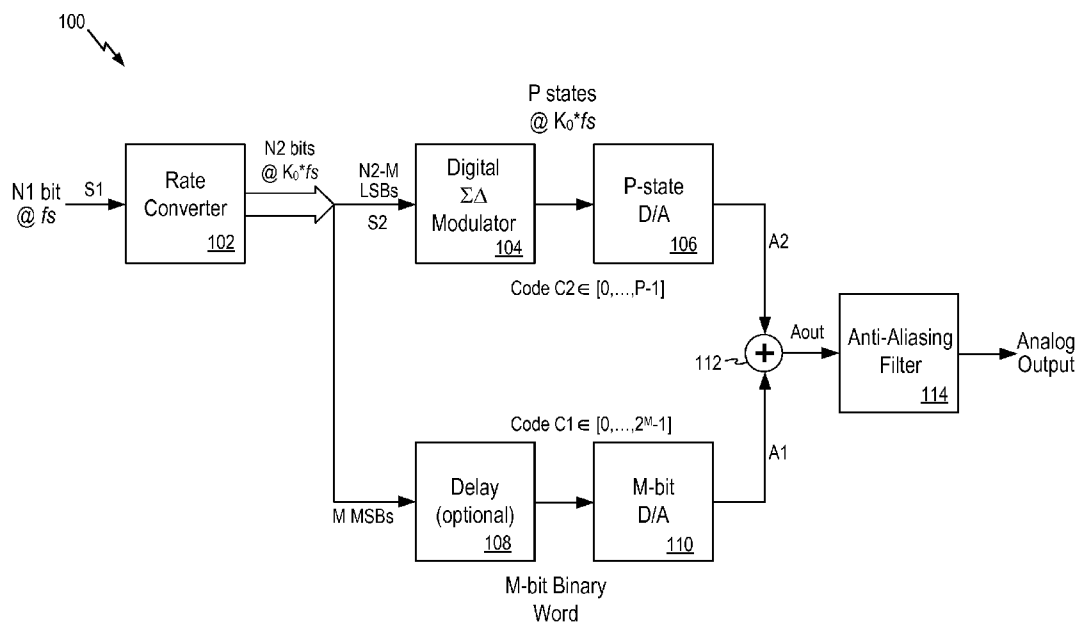 100
P states
@ K₀*fs
N2 bits
@ K₀*fs
N1 bit
@ fs
S1
Rate
Converter
102
N2-M
LSBs
S2
Digital
ΣΔ
Modulator
104
P-state
D/A
106
A2
Code C2 ∈ [0,...,P-1]
112
+
Aout
Anti-Aliasing
Filter
114
Analog
Output
Code C1 ∈ [0,...,2ᴹ-1]
A1
M MSBs
Delay
(optional)
108
M-bit
D/A
110
M-bit Binary
Word